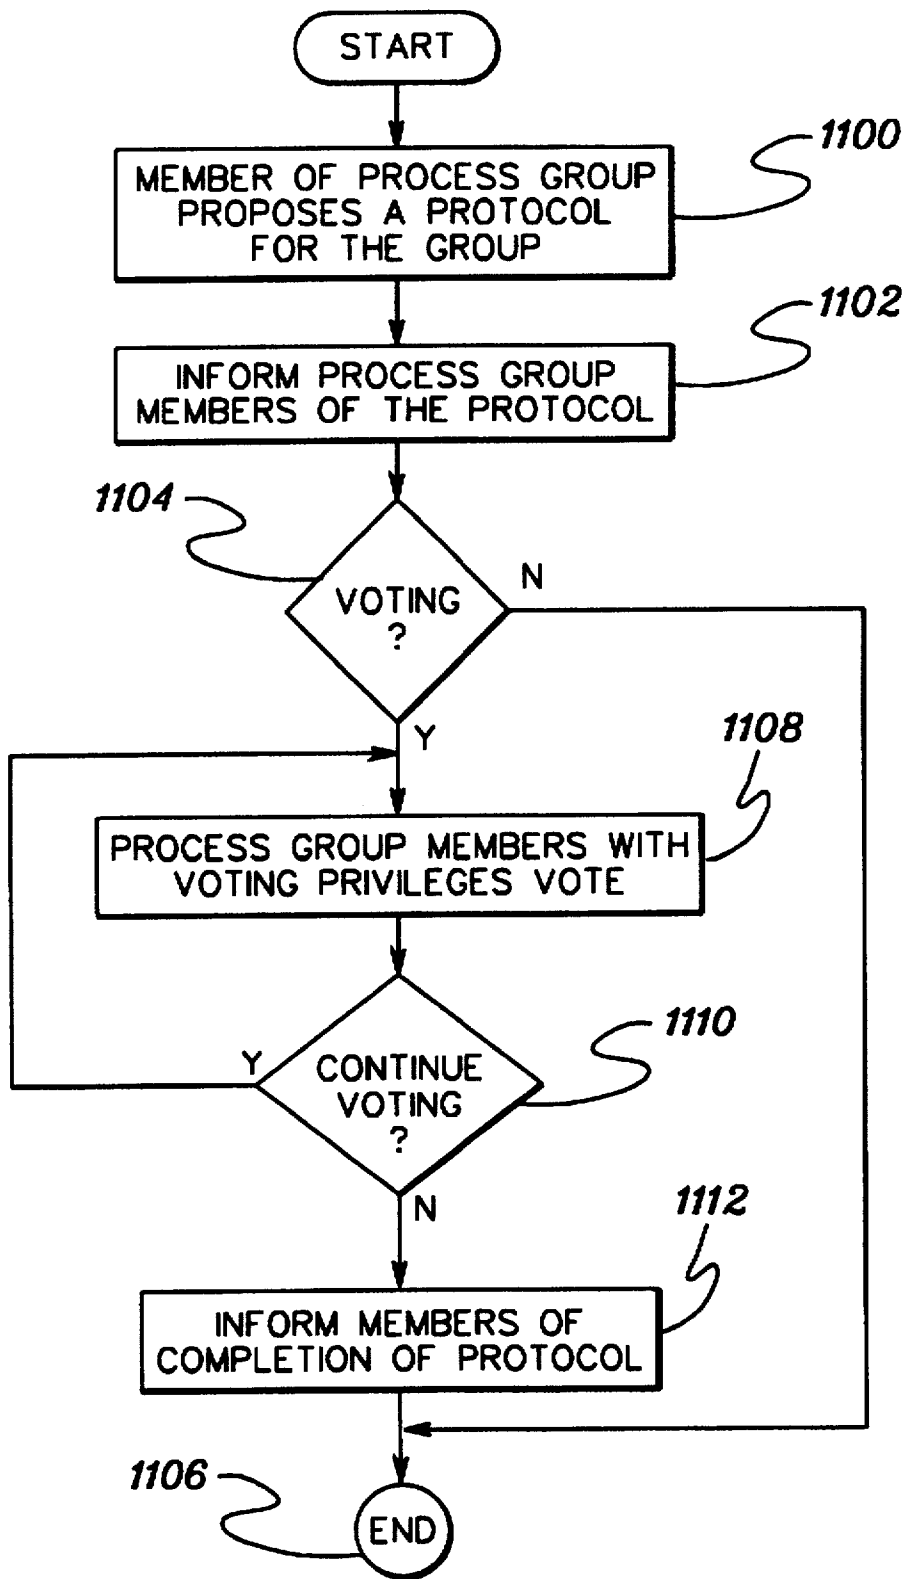 START
1100
MEMBER OF PROCESS GROUP
PROPOSES A PROTOCOL
FOR THE GROUP
1102
INFORM PROCESS GROUP
MEMBERS OF THE PROTOCOL
1104
N
VOTING
?
Y
1108
PROCESS GROUP MEMBERS WITH
VOTING PRIVILEGES VOTE
1110
Y
CONTINUE
VOTING
?
N
1112
INFORM MEMBERS OF
COMPLETION OF PROTOCOL
1106
END